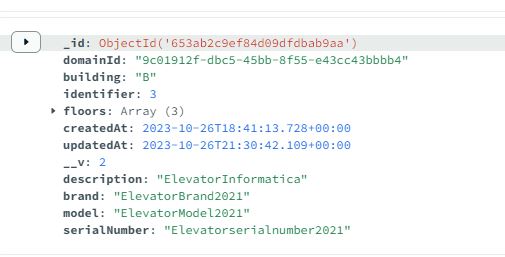 _id: ObjectId('653ab2c9ef84d09dfdbab9aa')
domainId: "9c01912f-dbc5-45bb-8f55-e43cc43bbbb4"
building: "B"
identifier: 3
floors: Array (3)
createdAt: 2023-10-26T18:41:13.728+00:00
updatedAt: 2023-10-26T21:30:42.109+00:00
__v: 2
description: "ElevatorInformatica"
brand: "ElevatorBrand2021"
model: "ElevatorModel2021"
serialNumber: "Elevatorserialnumber2021"